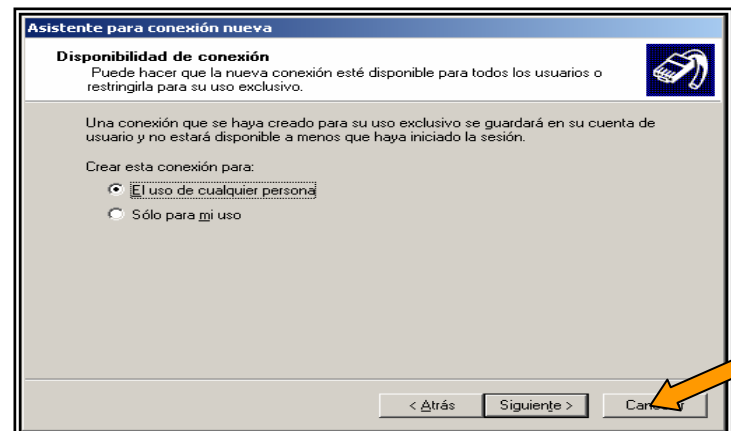 Asistente para conexión nueva
Disponibilidad de conexión
Puede hacer que la nueva conexión esté disponible para todos los usuarios o
restringirla para su uso exclusivo.
Una conexión que se haya creado para su uso exclusivo se guardará en su cuenta de
usuario y no estará disponible a menos que haya iniciado la sesión.
Crear esta conexión para:
El uso de cualquier persona
Sólo para mi uso
< Atrás Siguiente >